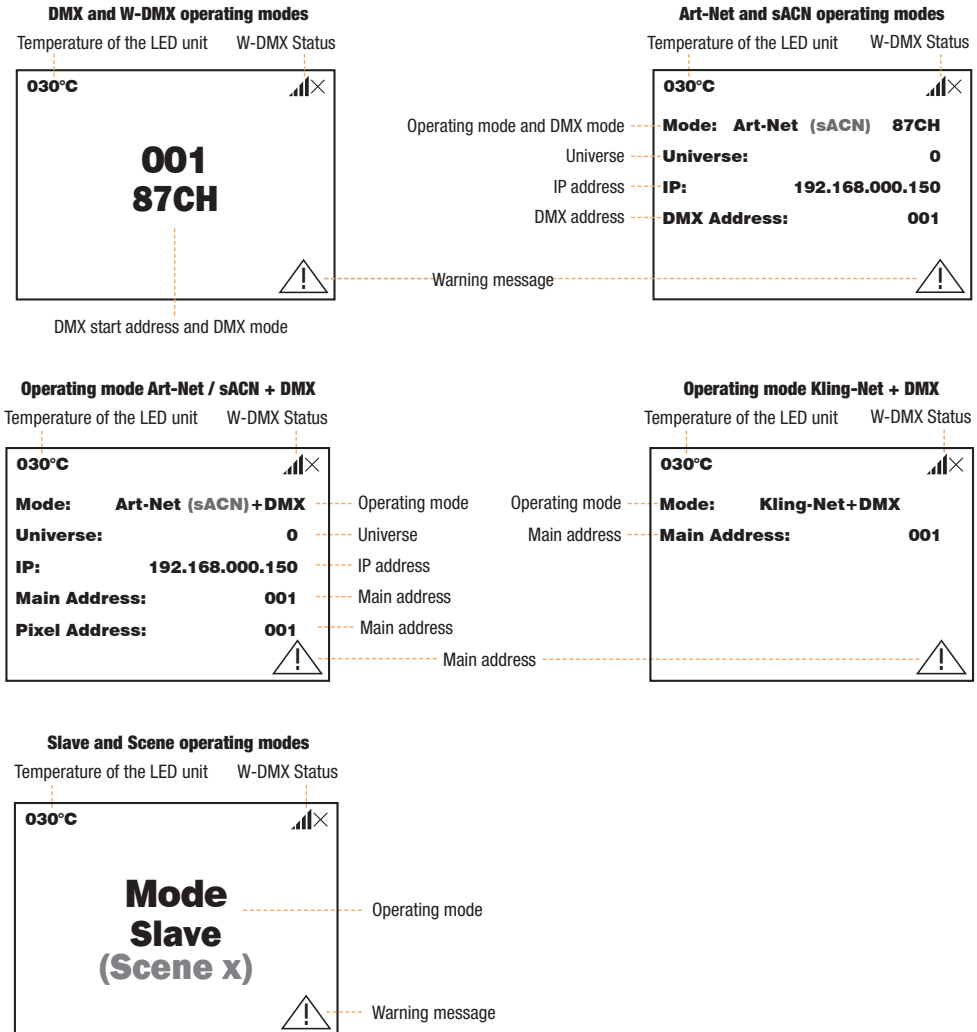 DMX and W-DMX operating modes
Temperature of the LED unit W-DMX Status
030°C
001
87CH
DMX start address and DMX mode
Art-Net and sACN operating modes
Temperature of the LED unit W-DMX Status
030°C
Operating mode and DMX mode Mode: Art-Net (sACN) 87CH
Universe Universe: 0
IP address IP: 192.168.000.150
DMX address DMX Address: 001
Warning message
Operating mode Art-Net / sACN + DMX
Temperature of the LED unit W-DMX Status
030°C
Mode: Art-Net (sACN)+DMX Operating mode
Universe: 0 Universe
IP: 192.168.000.150 IP address
Main Address: 001 Main address
Pixel Address: 001 Main address
Operating mode Kling-Net + DMX
Temperature of the LED unit W-DMX Status
030°C
Operating mode Mode: Kling-Net+DMX
Main address Main Address: 001
Main address
Slave and Scene operating modes
Temperature of the LED unit W-DMX Status
030°C
Mode
Slave
(Scene x)
Operating mode
Warning message